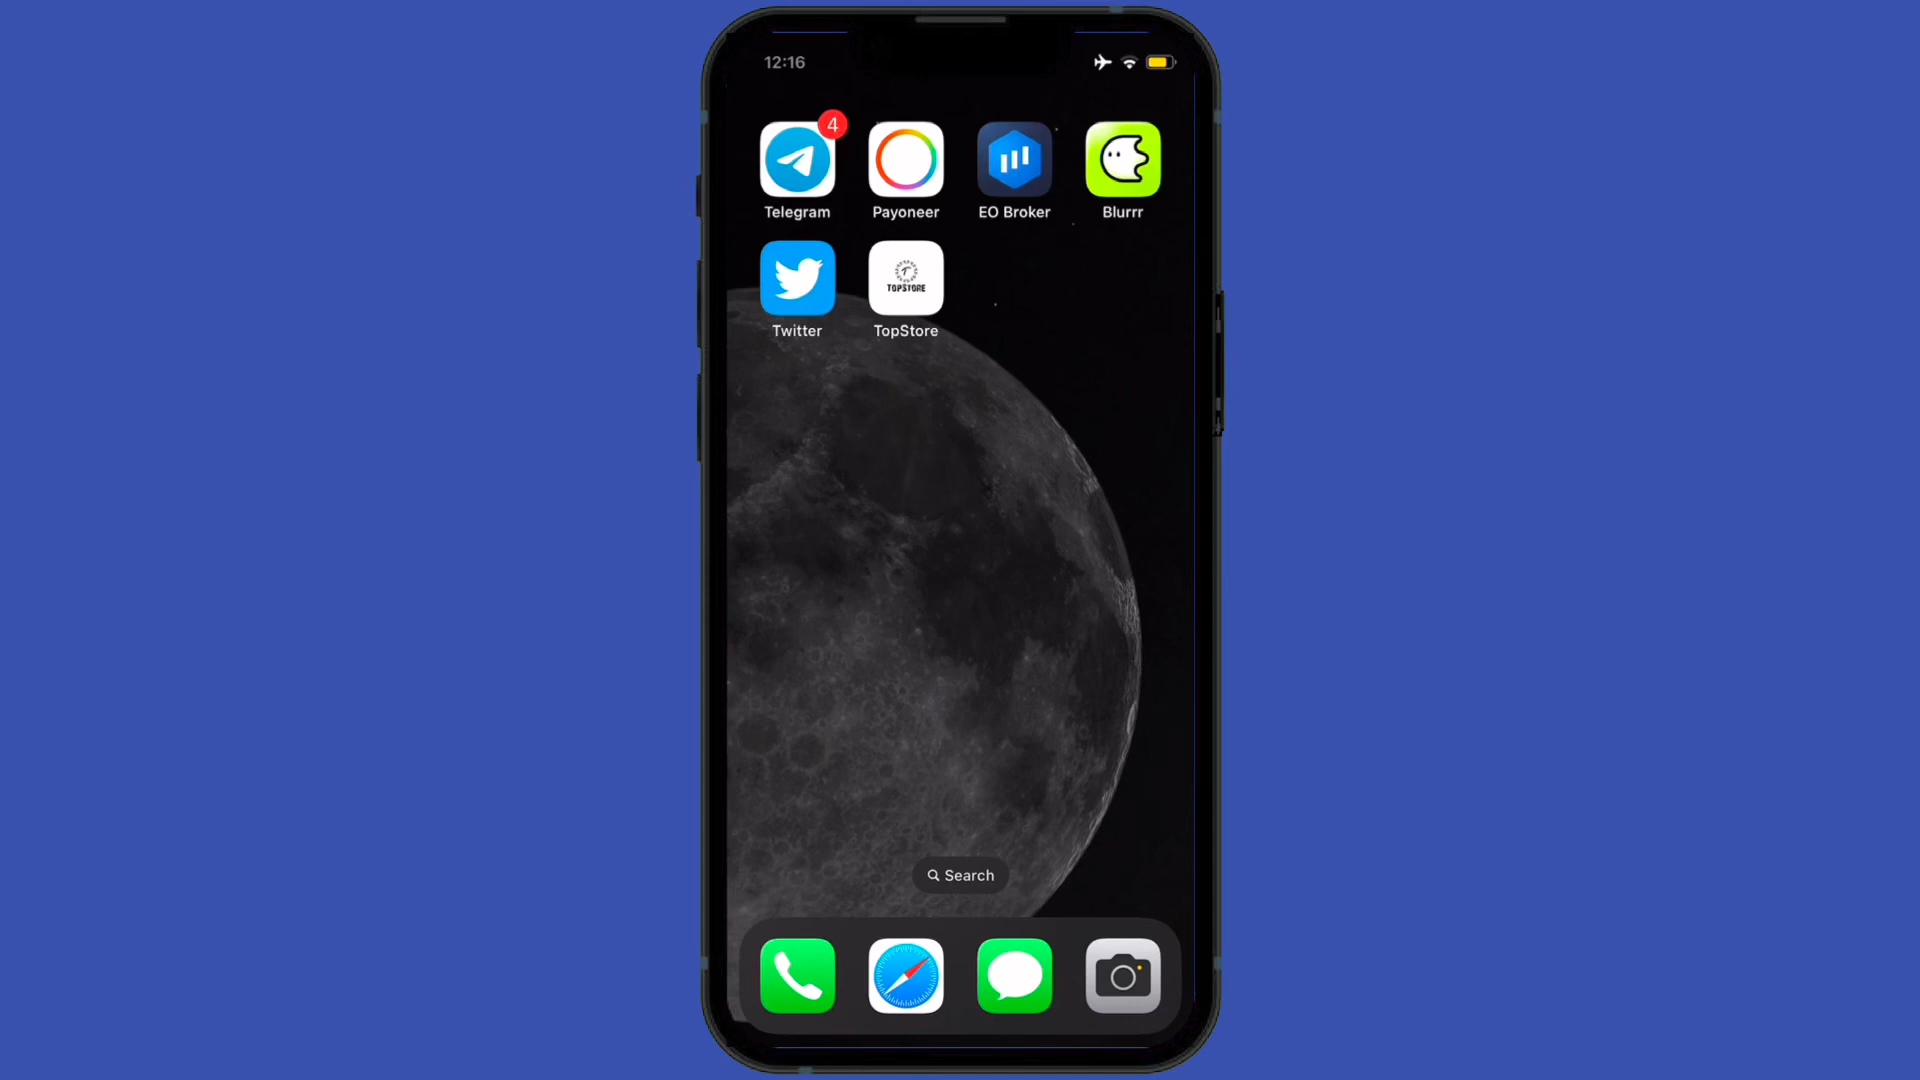 12:16
4
Telegram
Payoneer
EO Broker
Blurrr
TOPSTORE
Twitter
TopStore
Search